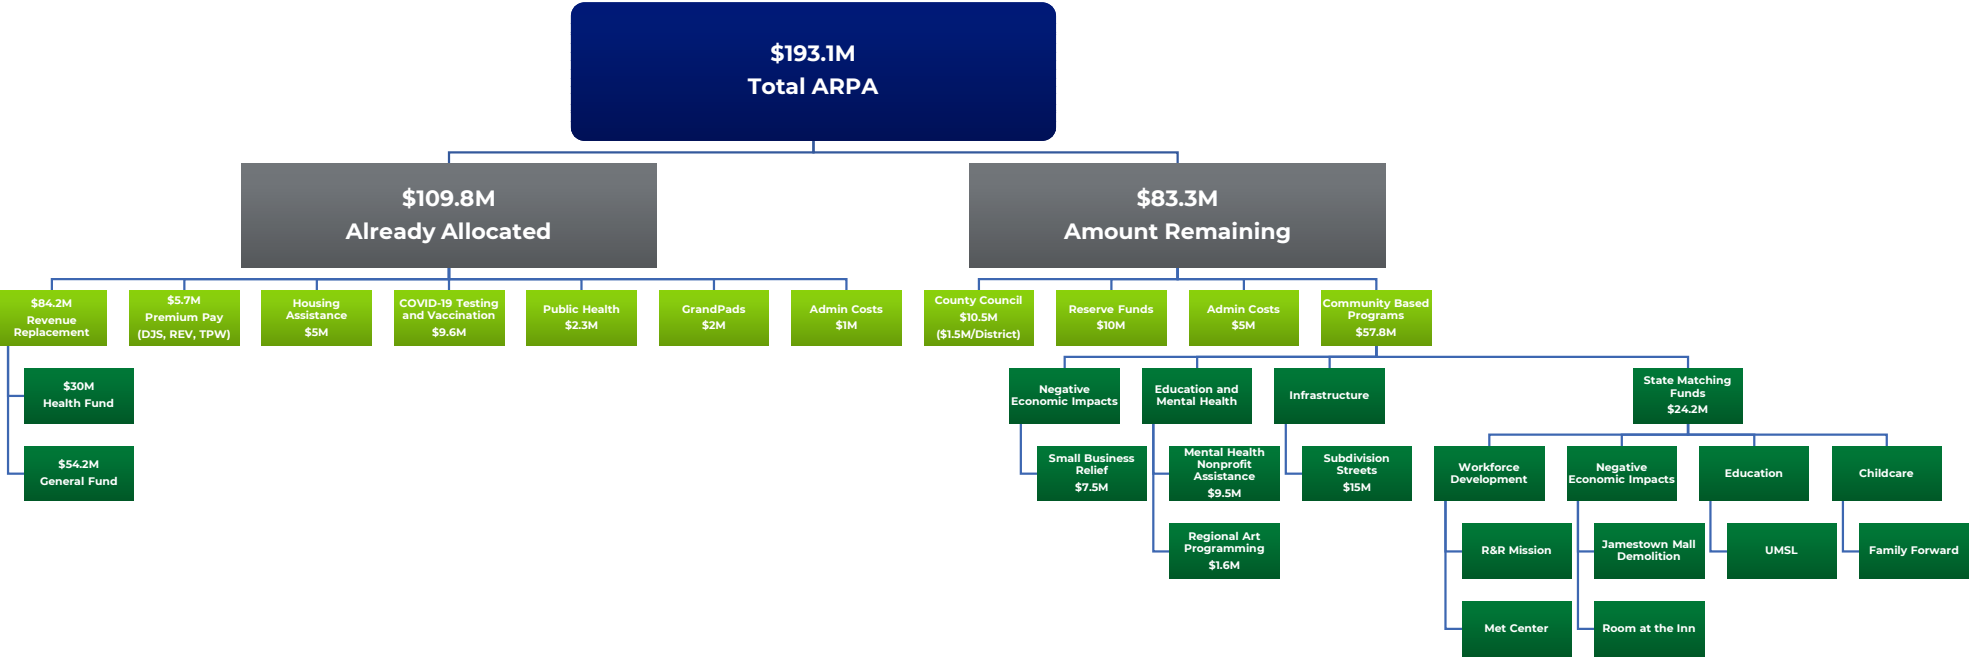 $193.1M
Total ARPA
$109.8M
Already Allocated
$83.3M
Amount Remaining
$84.2M
Revenue
Replacement
$5.7M
Premium Pay
(DJS, REV, TPW)
Housing
Assistance
$5M
COVID-19 Testing
and Vaccination
$9.6M
Public Health
$2.3M
GrandPads
$2M
Admin Costs
$1M
County Council
$10.5M
($1.5M/District)
Reserve Funds
$10M
Admin Costs
$5M
Community Based
Programs
$57.8M
$30M
Health Fund
$54.2M
General Fund
Negative
Economic Impacts
Education and
Mental Health
Infrastructure
State Matching
Funds
$24.2M
Small Business
Relief
$7.5M
Mental Health
Nonprofit
Assistance
$9.5M
Regional Art
Programming
$1.6M
Subdivision
Streets
$15M
Workforce
Development
Negative
Economic Impacts
Education
Childcare
R&R Mission
Jamestown Mall
Demolition
UMSL
Family Forward
Met Center
Room at the Inn